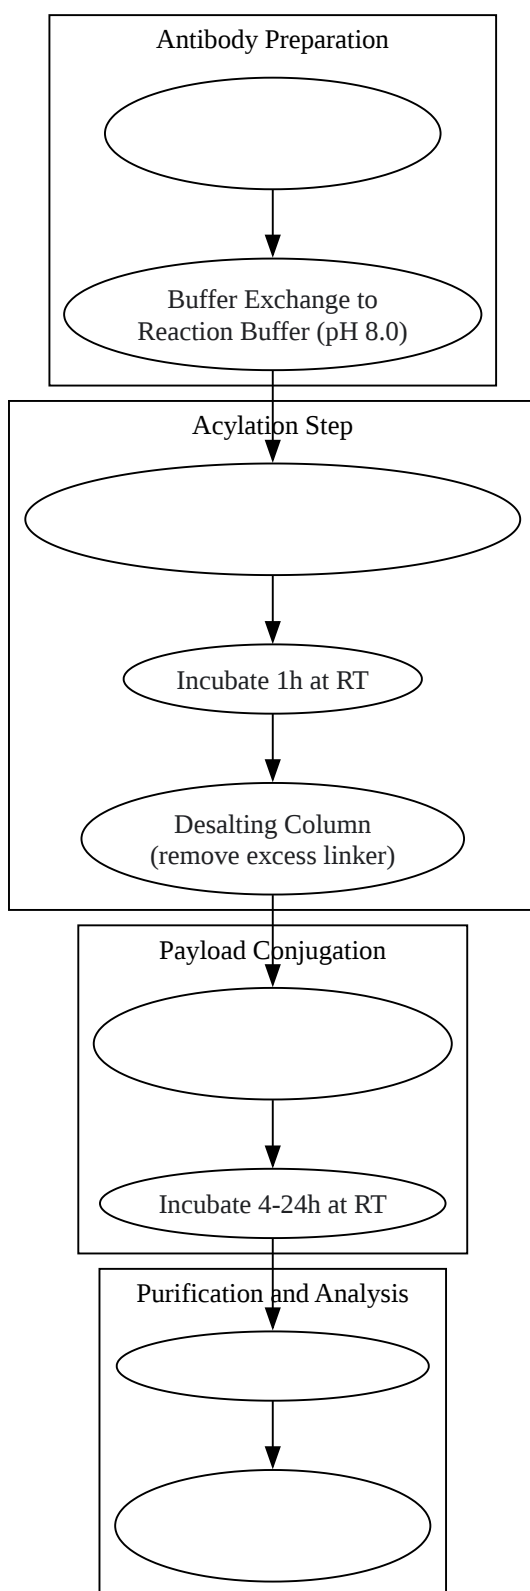 Antibody Preparation
Buffer Exchange to
Reaction Buffer (pH 8.0)
Acylation Step
Incubate 1h at RT
Desalting Column
(remove excess linker)
Payload Conjugation
Incubate 4-24h at RT
Purification and Analysis